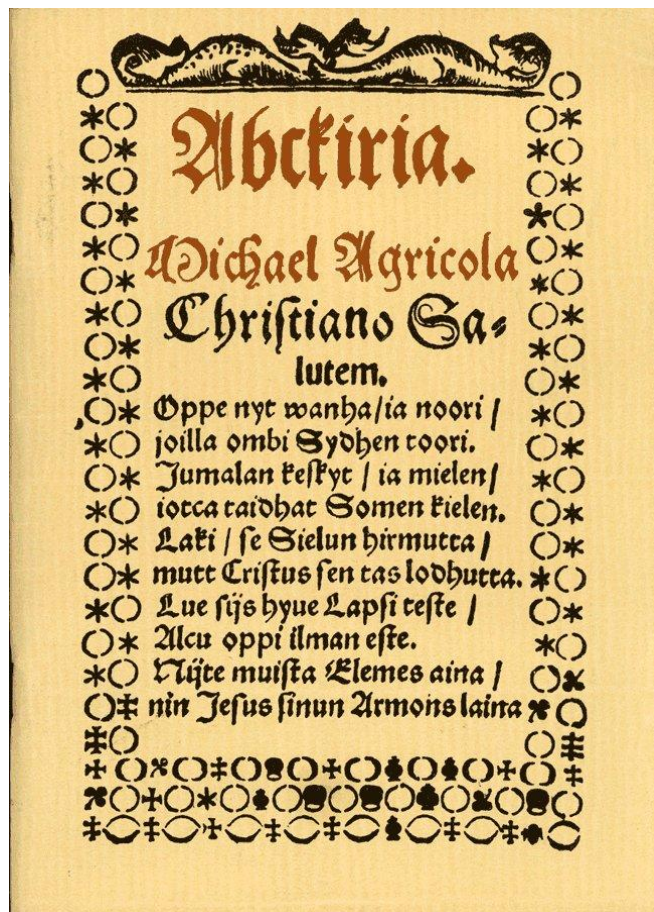 Abckiria.
Michael Agricola
Chriſtiano Sa⸗
lutem.
Oppe nyt wanha/ia noori /
joilla ombi Sydhen toori.
Jumalan keſkyt / ia mielen/
iotca taidhat Somen kielen.
Laki / ſe Sielun hirmutta /
mutt Criſtus ſen tas lodhutta.
Lue ſijs hyue Lapſi teſte /
Alcu oppi ilman eſte.
Nijte muiſta Elemes aina /
nin Jeſus ſinun Armons laina